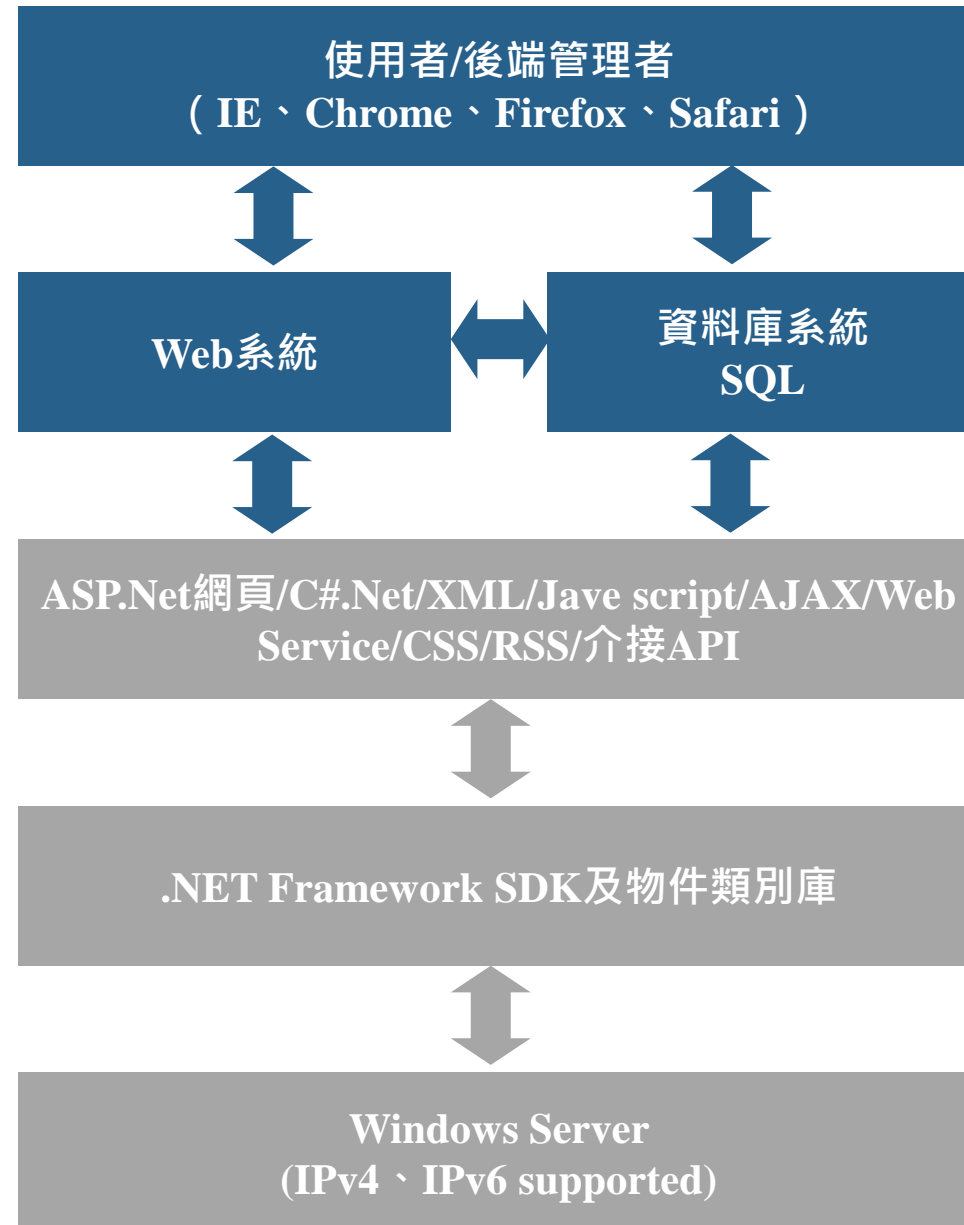 使用者/後端管理者
（IE、Chrome、Firefox、Safari）
Web系統
資料庫系統
SQL
ASP.Net網頁/C#.Net/XML/Jave script/AJAX/Web
Service/CSS/RSS/介接API
.NET Framework SDK及物件類別庫
Windows Server
(IPv4、IPv6 supported)